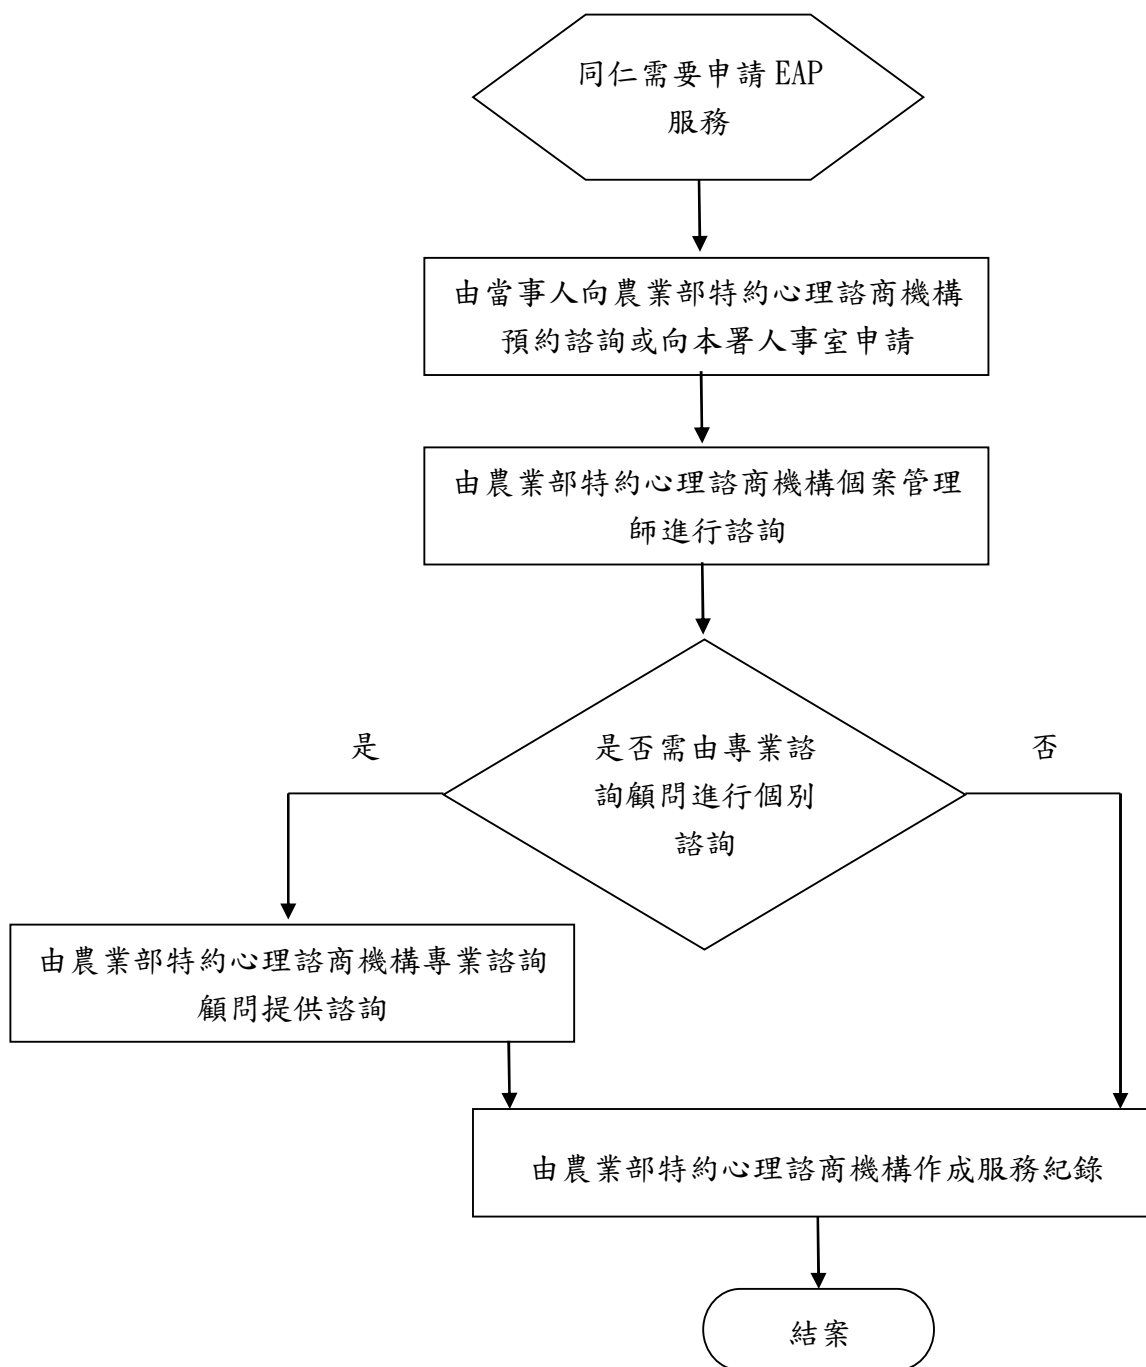 同仁需要申請 EAP
服務
由當事人向農業部特約心理諮商機構
預約諮詢或向本署人事室申請
由農業部特約心理諮商機構個案管理
師進行諮詢
是否需由專業諮
詢顧問進行個別
諮詢
是
否
由農業部特約心理諮商機構專業諮詢
顧問提供諮詢
由農業部特約心理諮商機構作成服務紀錄
結案